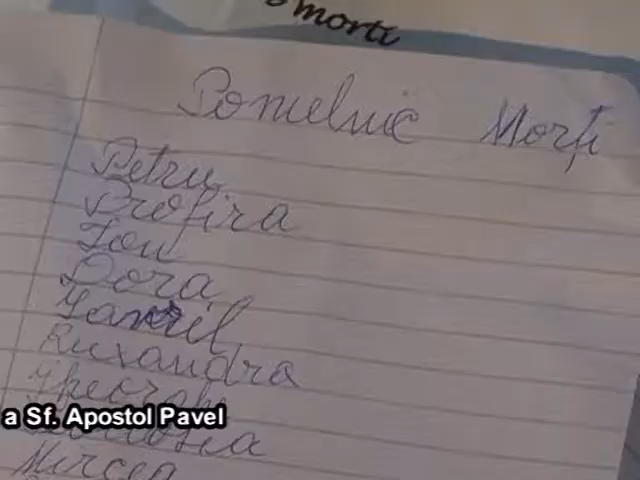 morti
Pomelnic Morți
Petru
Profira
Ion
Dora
Gavril
Ruxandra
Gheorghe
a Sf. Apostol Pavel
Mircea